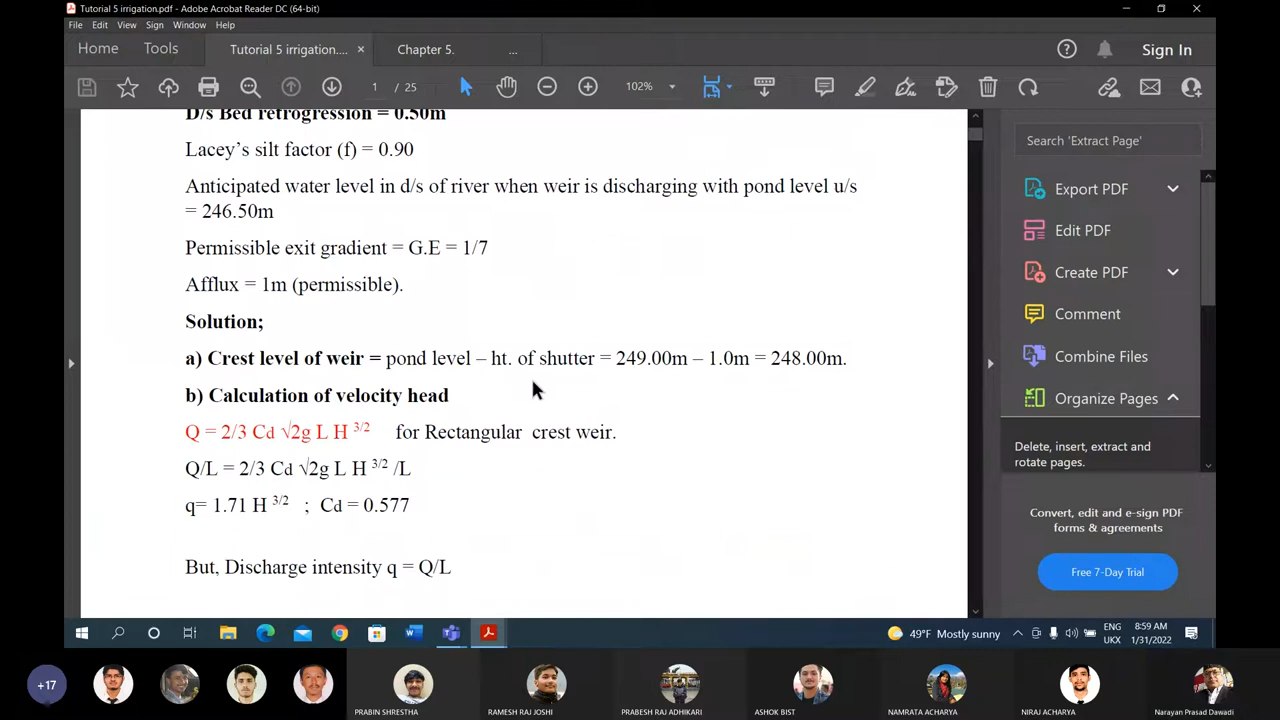 Tutorial 5 irrigation.pdf - Adobe Acrobat Reader DC (64-bit)
File Edit View Sign Window Help
Home Tools Tutorial 5 irrigation.... × Chapter 5. ... Sign In
1 / 25 102%
D/s Bed retrogression = 0.50m
Lacey's silt factor (f) = 0.90
Anticipated water level in d/s of river when weir is discharging with pond level u/s
= 246.50m
Permissible exit gradient = G.E = 1/7
Afflux = 1m (permissible).
Solution;
a) Crest level of weir = pond level – ht. of shutter = 249.00m – 1.0m = 248.00m.
b) Calculation of velocity head
Q = 2/3 Cd √2g L H 3/2 for Rectangular crest weir.
Q/L = 2/3 Cd √2g L H 3/2 /L
q= 1.71 H 3/2 ; Cd = 0.577
But, Discharge intensity q = Q/L
Search 'Extract Page'
Export PDF
Edit PDF
Create PDF
Comment
Combine Files
Organize Pages
Delete, insert, extract and
rotate pages.
Convert, edit and e-sign PDF
forms & agreements
Free 7-Day Trial
49°F Mostly sunny
ENG
UKX
8:59 AM
1/31/2022
+17
PRABIN SHRESTHA
RAMESH RAJ JOSHI
PRABESH RAJ ADHIKARI
ASHOK BIST
NAMRATA ACHARYA
NIRAJ ACHARYA
Narayan Prasad Dawadi